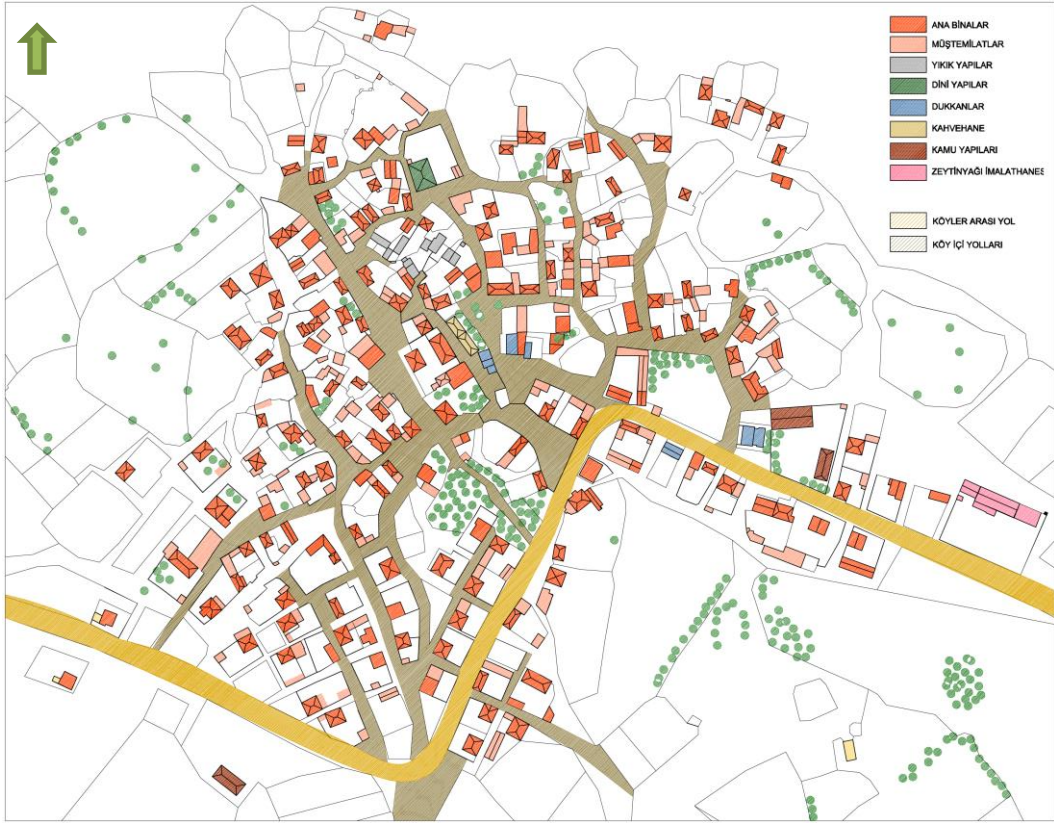 ANA BİNALAR
MÜŞTEMİLATLAR
YIKIK YAPILAR
DİNİ YAPILAR
DUKKANLAR
KAHVEHANE
KAMU YAPILARI
ZEYTİNYAĞI İMALATHANES
KÖYLER ARASI YOL
KÖY İÇİ YOLLARI